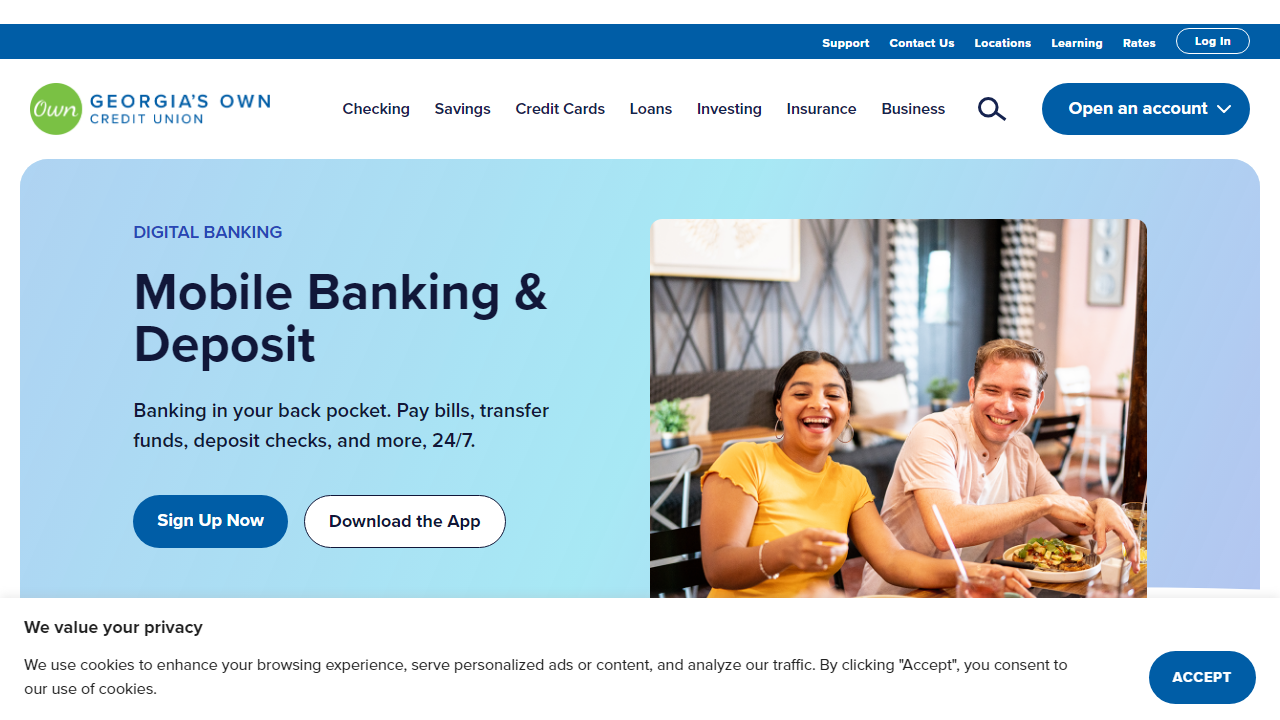 Support Contact Us Locations Learning Rates Log In
Own GEORGIA'S OWN
CREDIT UNION
Checking Savings Credit Cards Loans Investing Insurance Business Open an account
DIGITAL BANKING
Mobile Banking &
Deposit
Banking in your back pocket. Pay bills, transfer
funds, deposit checks, and more, 24/7.
Sign Up Now Download the App
We value your privacy
We use cookies to enhance your browsing experience, serve personalized ads or content, and analyze our traffic. By clicking "Accept", you consent to
our use of cookies.
ACCEPT